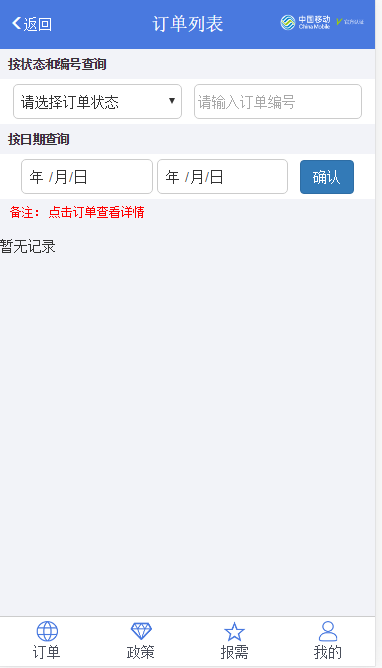 返回 订单列表 中国移动 China Mobile
按状态和编号查询
请选择订单状态 请输入订单编号
按日期查询
年 /月/日 年 /月/日 确认
备注： 点击订单查看详情
暂无记录
订单 政策 报需 我的